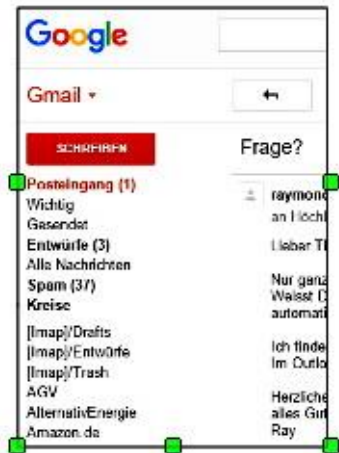 Google
Gmail
SCHREIBEN
Posteingang (1)
Wichtig
Gesendet
Entwürfe (3)
Alle Nachrichten
Spam (37)
Kreise
[Imap]/Drafts
[Imap]/Entwürfe
[Imap]/Trash
AGV
AlternativEnergie
Amazon.de
Frage?
raymond
an Höchl
Lieber T
Nur ganz
Weisst D
automati
Ich finde
Im Outlo
Herzliche
alles Gut
Ray